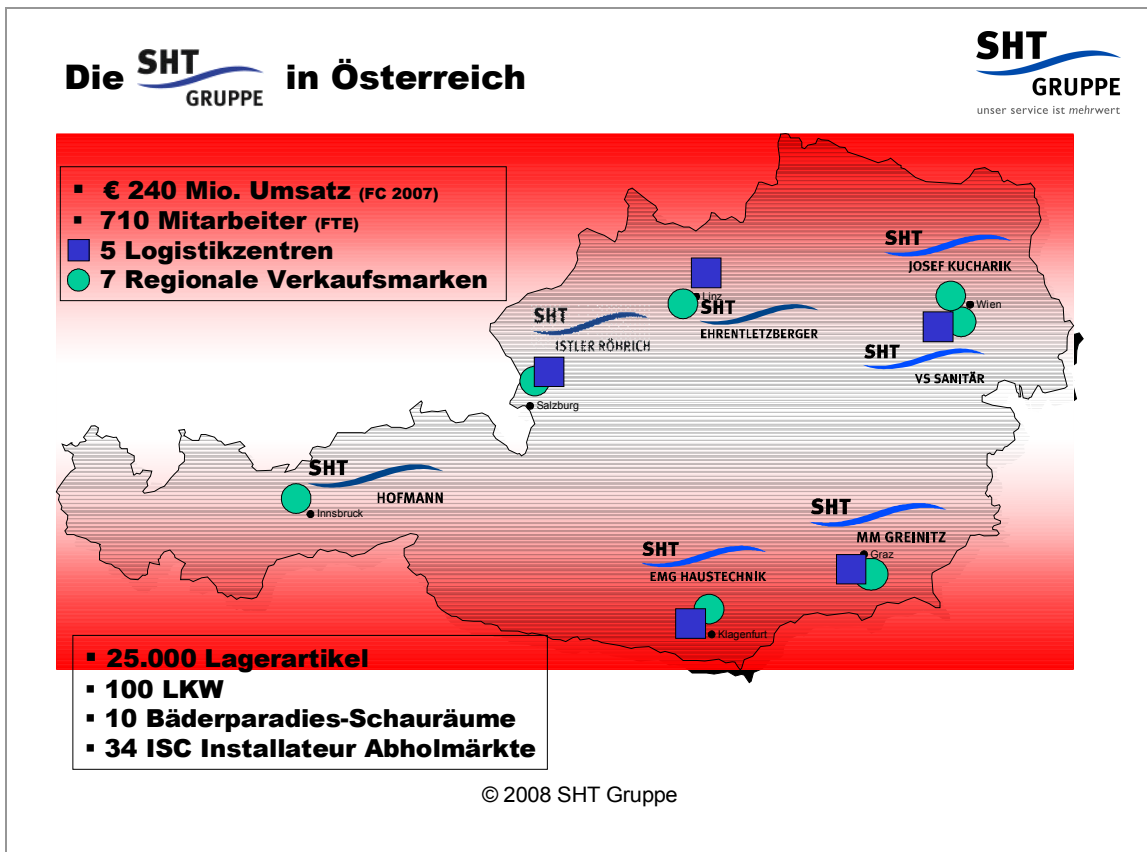 Die SHT GRUPPE in Österreich
SHT
GRUPPE
unser service ist mehrwert
▪ € 240 Mio. Umsatz (FC 2007)
▪ 710 Mitarbeiter (FTE)
5 Logistikzentren
7 Regionale Verkaufsmarken
SHT
JOSEF KUCHARIK
Wien
SHT
VS SANITÄR
Linz
SHT
EHRENTLETZBERGER
SHT
ISTLER RÖHRICH
Salzburg
SHT
HOFMANN
Innsbruck
SHT
MM GREINITZ
Graz
SHT
EMG HAUSTECHNIK
Klagenfurt
▪ 25.000 Lagerartikel
▪ 100 LKW
▪ 10 Bäderparadies-Schauräume
▪ 34 ISC Installateur Abholmärkte
© 2008 SHT Gruppe